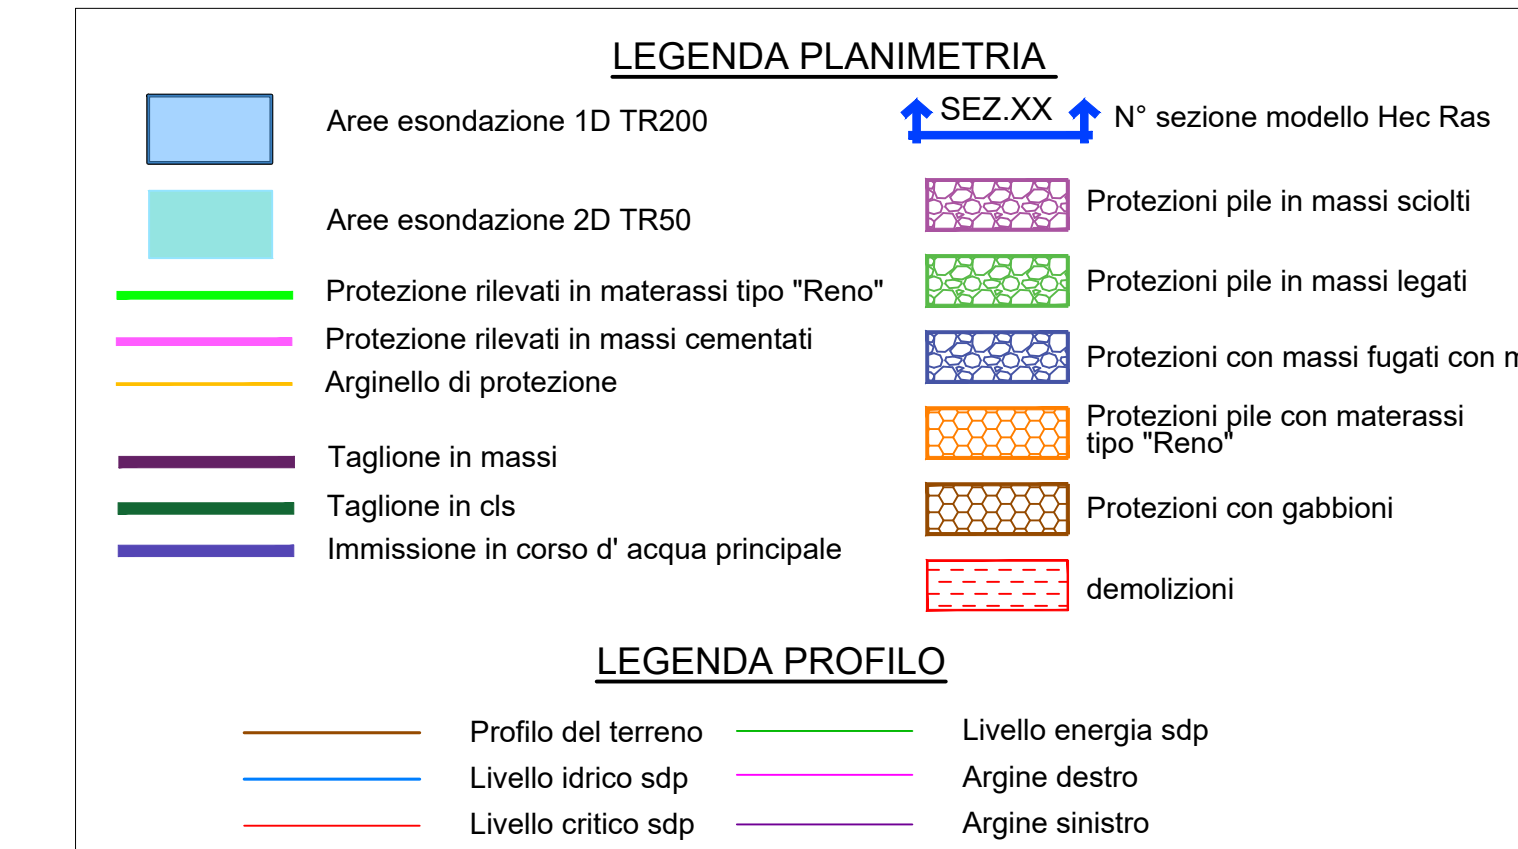 LEGENDA PLANIMETRIA
Aree esondazione 1D TR200
Aree esondazione 2D TR50
Protezione rilevati in materassi tipo "Reno"
Protezione rilevati in massi cementati
Arginello di protezione
Taglione in massi
Taglione in cls
Immissione in corso d' acqua principale
SEZ.XX
N° sezione modello Hec Ras
Protezioni pile in massi sciolti
Protezioni pile in massi legati
Protezioni con massi fugati con
Protezioni pile con materassi
tipo "Reno"
Protezioni con gabbioni
demolizioni
LEGENDA PROFILO
Profilo del terreno
Livello idrico sdp
Livello critico sdp
Livello energia sdp
Argine destro
Argine sinistro